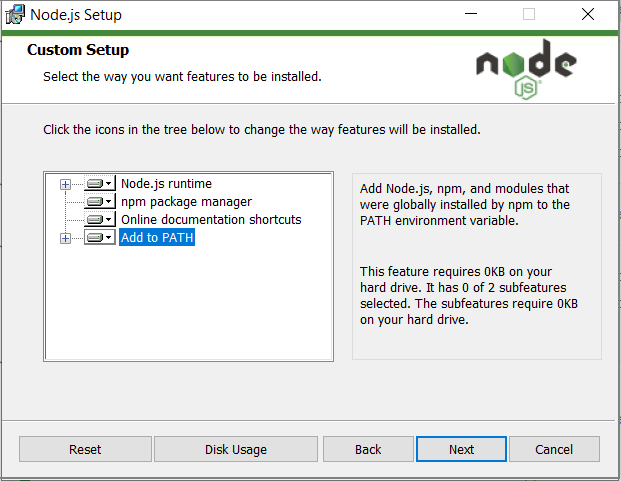 Node.js Setup
Custom Setup
Select the way you want features to be installed.
node
JS
Click the icons in the tree below to change the way features will be installed.
Node.js runtime
npm package manager
Online documentation shortcuts
Add to PATH
Add Node.js, npm, and modules that
were globally installed by npm to the
PATH environment variable.
This feature requires 0KB on your
hard drive. It has 0 of 2 subfeatures
selected. The subfeatures require 0KB
on your hard drive.
Reset
Disk Usage
Back
Next
Cancel